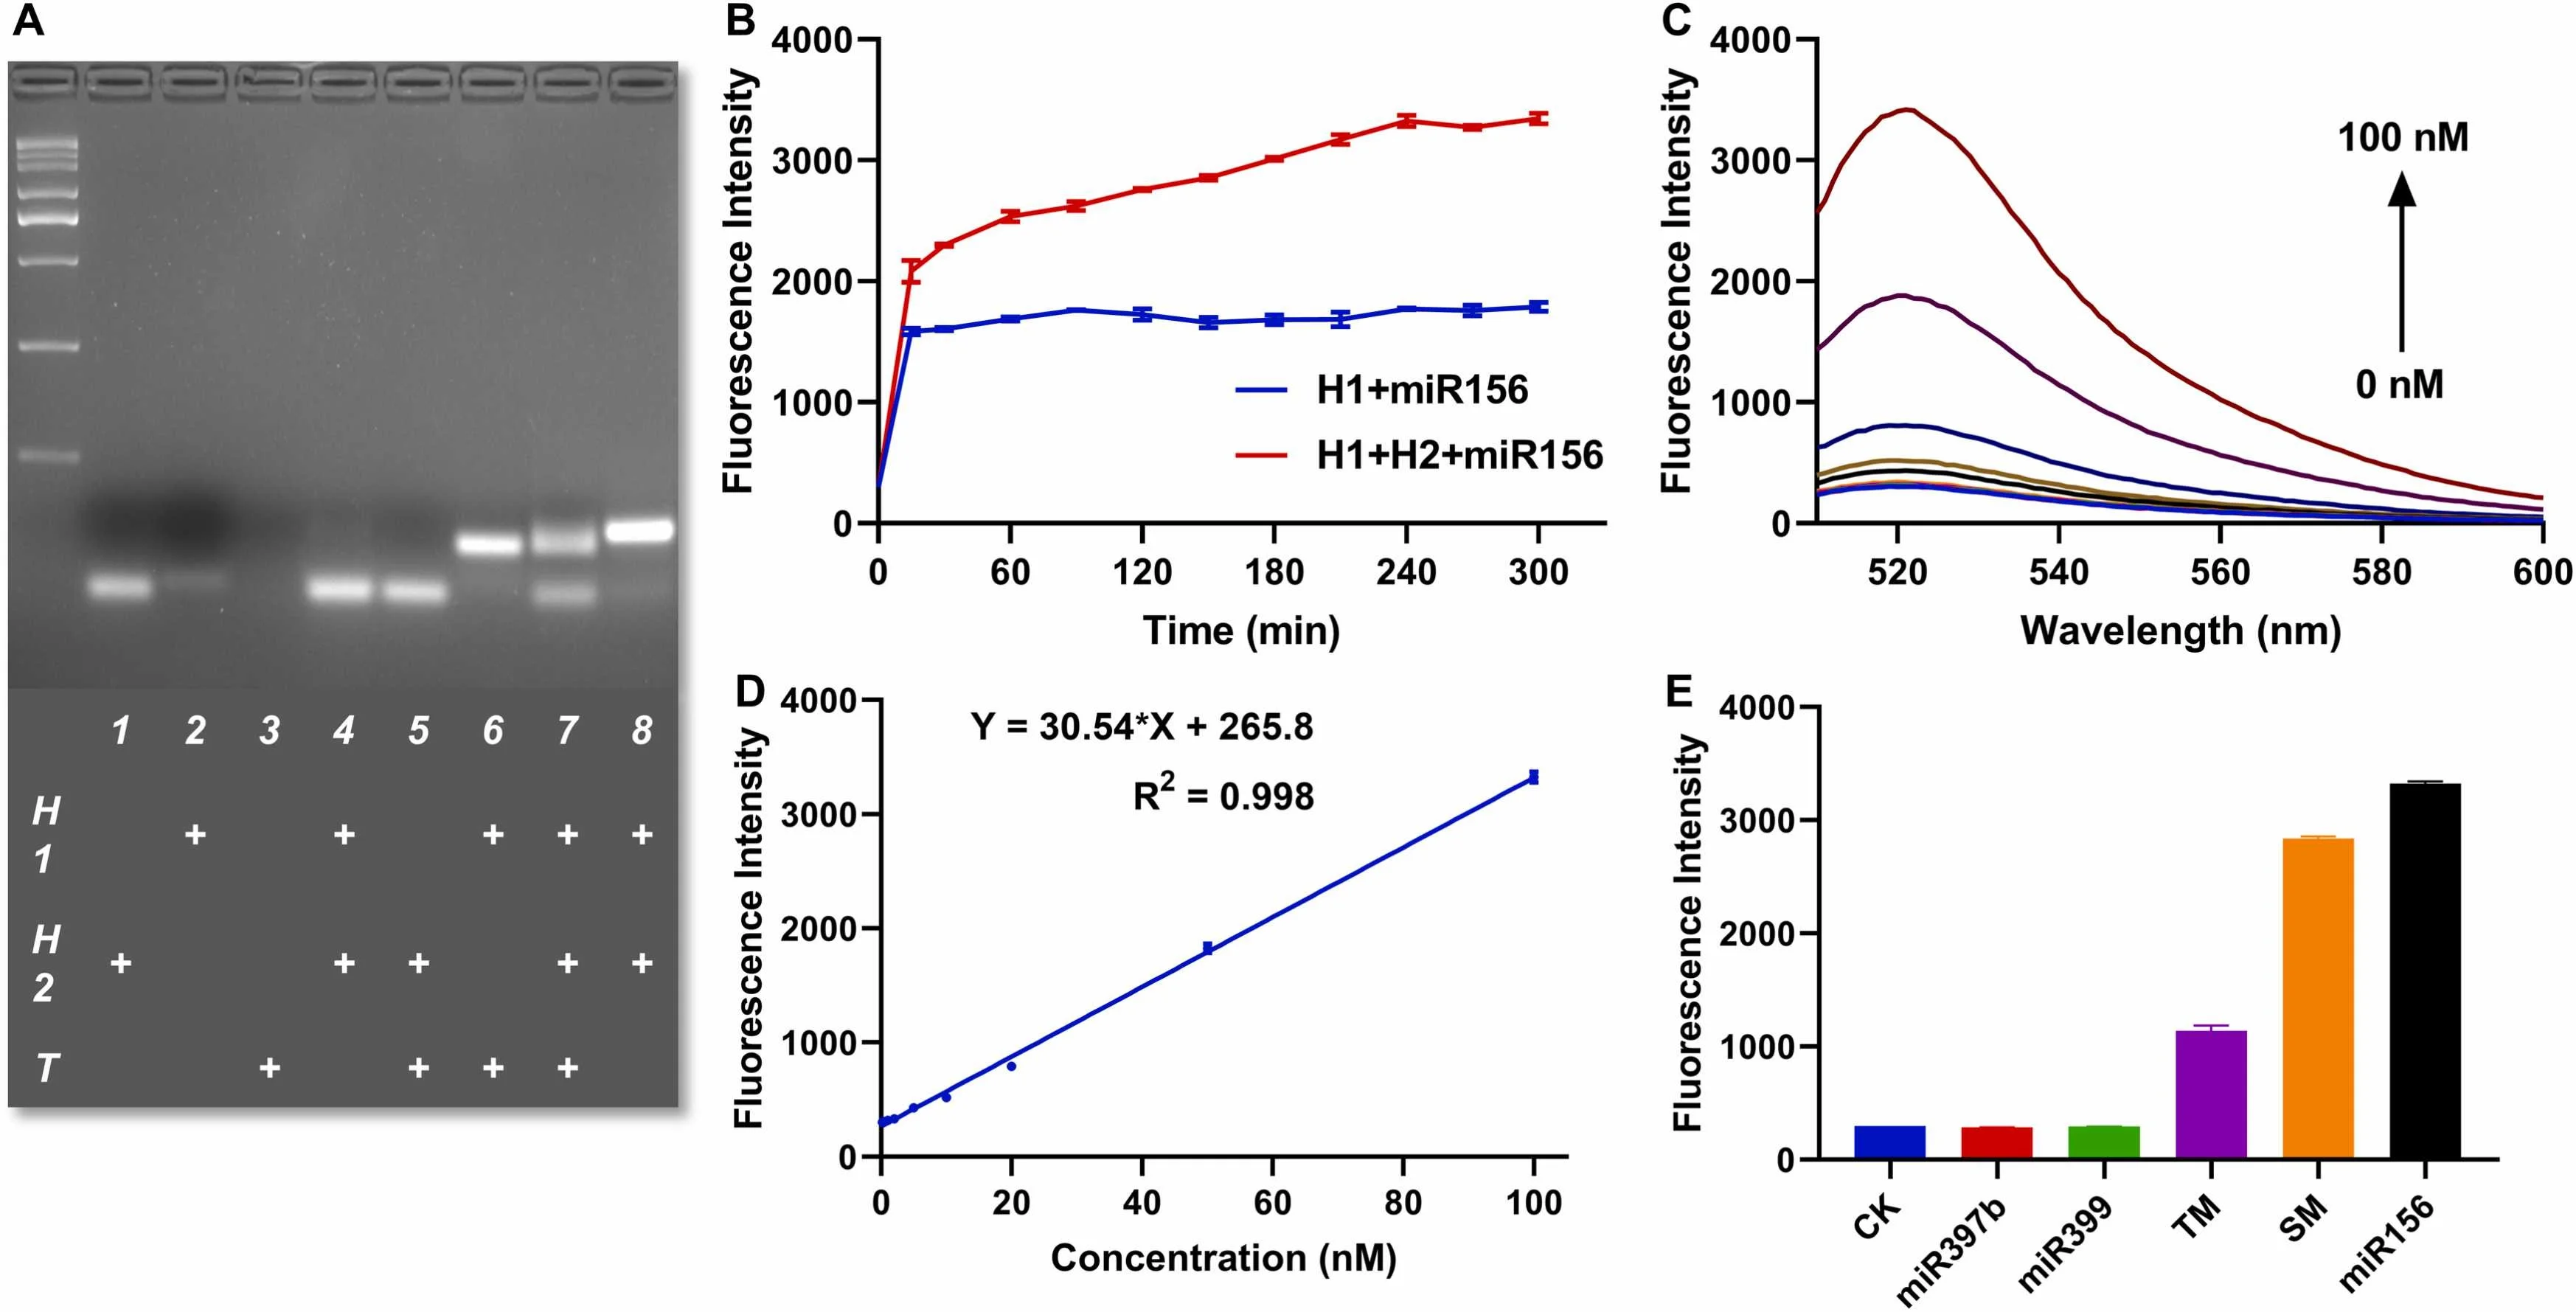 A
1 2 3 4 5 6 7 8
H
1
+ + + + +
H
2
+ + + + +
T
+ + + +
B
4000
3000
2000
1000
0
Fluorescence Intensity
H1+miR156
H1+H2+miR156
0 60 120 180 240 300
Time (min)
C
4000
3000
2000
1000
0
Fluorescence Intensity
100 nM
0 nM
520 540 560 580 600
Wavelength (nm)
D
4000
3000
2000
1000
0
Fluorescence Intensity
Y = 30.54*X + 265.8
R² = 0.998
0 20 40 60 80 100
Concentration (nM)
E
4000
3000
2000
1000
0
Fluorescence Intensity
CK miR397b miR399 TM SM miR156